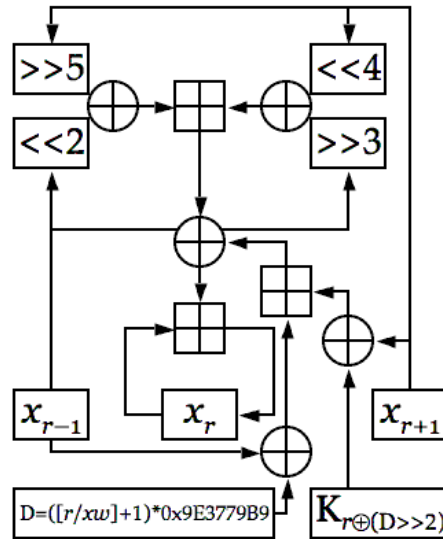 >>5
<<4
<<2
>>3
x_{r-1}
x_r
x_{r+1}
D=([r/xw]+1)*0x9E3779B9
K_{r⊕(D>>2)}